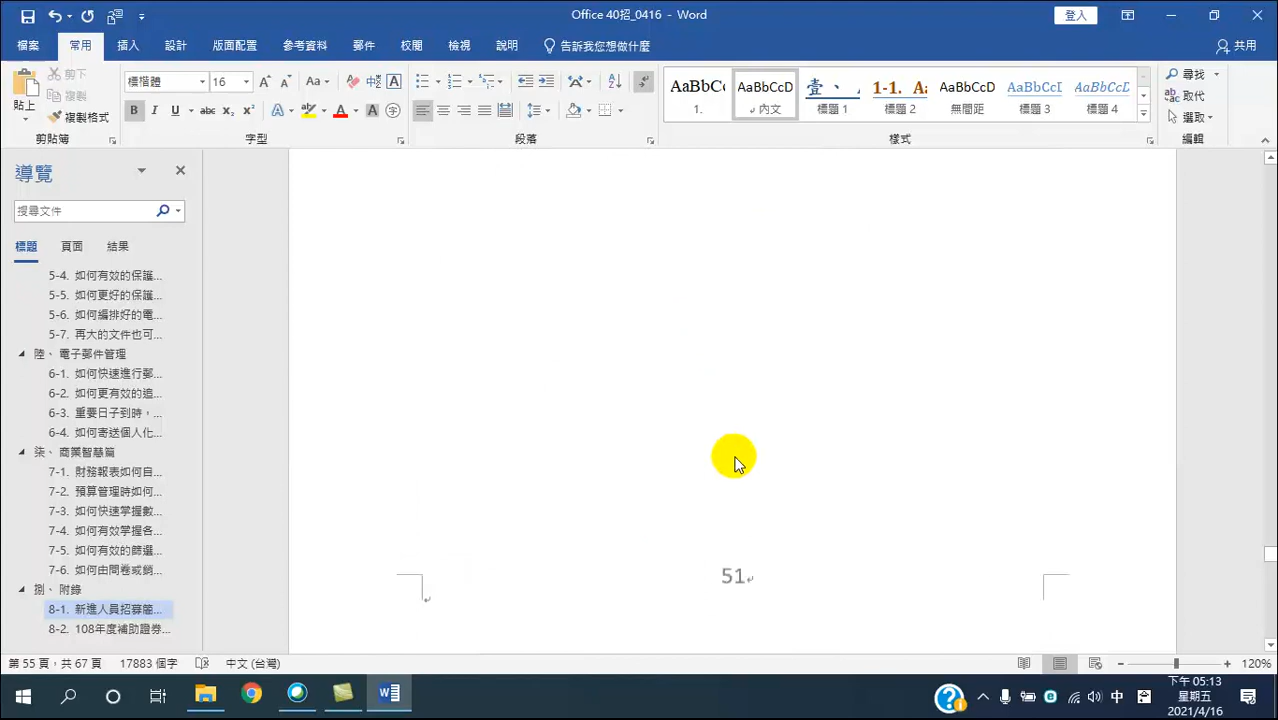 Office 40招_0416 - Word
登入
檔案 常用 插入 設計 版面配置 參考資料 郵件 校閱 檢視 說明 告訴我您想做什麼 共用
貼上
剪下
複製
複製格式
剪貼簿
標楷體 16
字型
段落
AaBbCc AaBbCcD 壹、 1-1. Aa AaBbCcD AaBbCcD AaBbCcD
1. 內文 標題 1 標題 2 無間距 標題 3 標題 4
樣式
尋找
取代
選取
編輯
導覽
搜尋文件
標題 頁面 結果
5-4. 如何有效的保護...
5-5. 如何更好的保護...
5-6. 如何編排好的電...
5-7. 再大的文件也可...
陸、 電子郵件管理
6-1. 如何快速進行郵...
6-2. 如何更有效的追...
6-3. 重要日子到時，...
6-4. 如何寄送個人化...
柒、 商業智慧篇
7-1. 財務報表如何自...
7-2. 預算管理時如何...
7-3. 如何快速掌握數...
7-4. 如何有效掌握各...
7-5. 如何有效的篩選...
7-6. 如何由問卷或銷...
捌、 附錄
8-1. 新進人員招募簡...
8-2. 108年度補助證券...
51
第 55 頁，共 67 頁 17883 個字 中文 (台灣) 120%
中
下午 05:13
星期五
2021/4/16